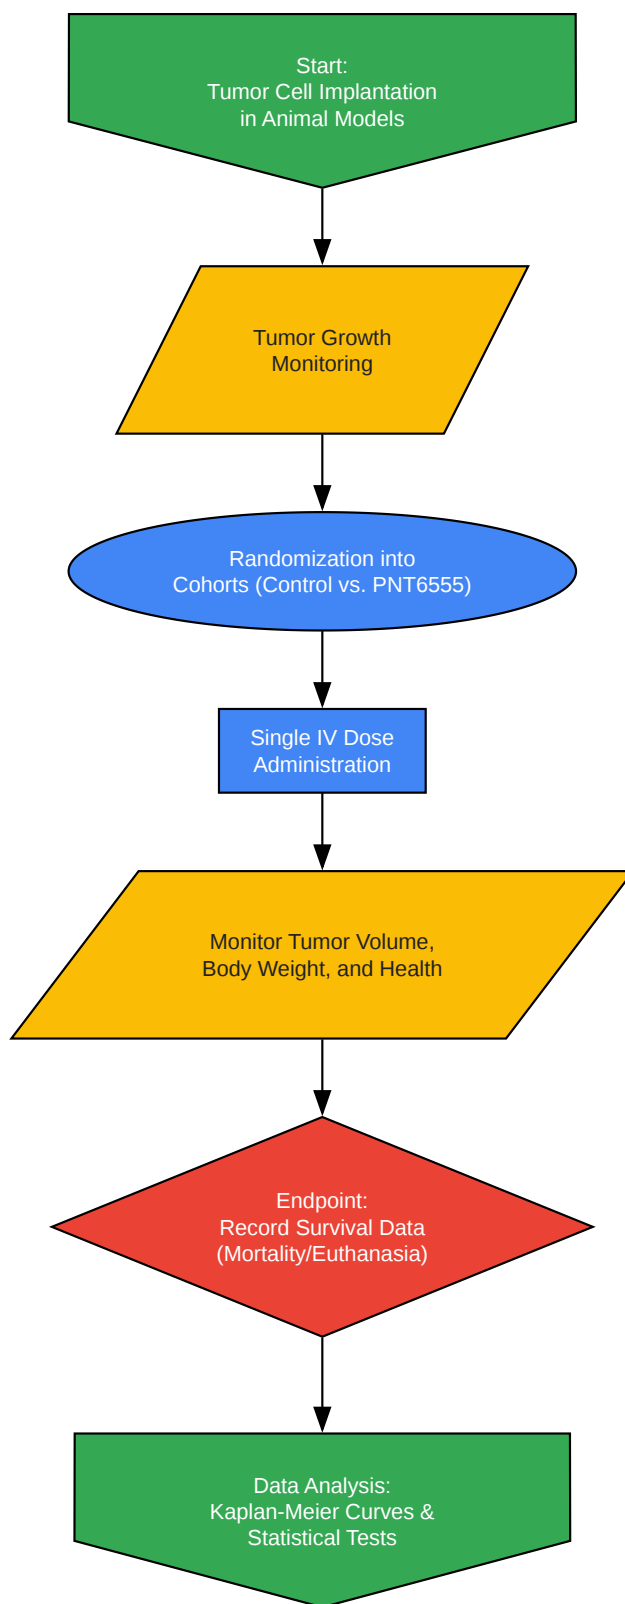 Start:
Tumor Cell Implantation
in Animal Models
Tumor Growth
Monitoring
Randomization into
Cohorts (Control vs. PNT6555)
Single IV Dose
Administration
Monitor Tumor Volume,
Body Weight, and Health
Endpoint:
Record Survival Data
(Mortality/Euthanasia)
Data Analysis:
Kaplan-Meier Curves &
Statistical Tests